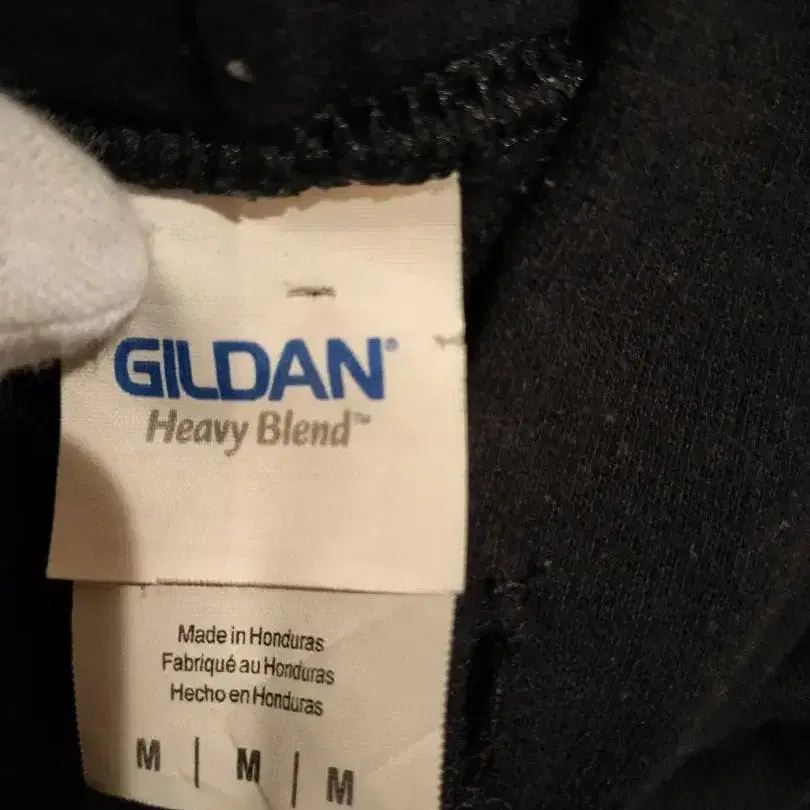 GILDAN®
Heavy Blend™
Made in Honduras
Fabriqué au Honduras
Hecho en Honduras
M | M | M